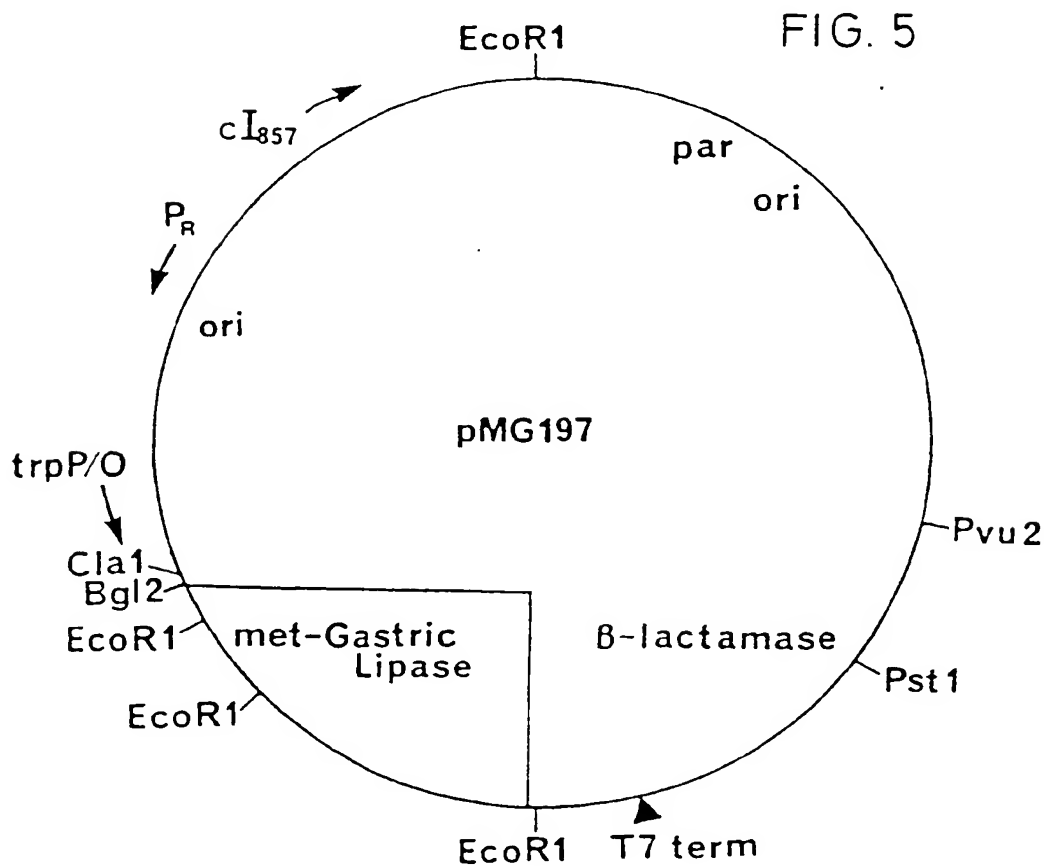 FIG. 5
EcoR1
cI857
par
ori
PR
ori
pMG197
trpP/O
Pvu2
Cla1
Bgl2
EcoR1
met-Gastric
Lipase
β-lactamase
Pst1
EcoR1
EcoR1
T7 term